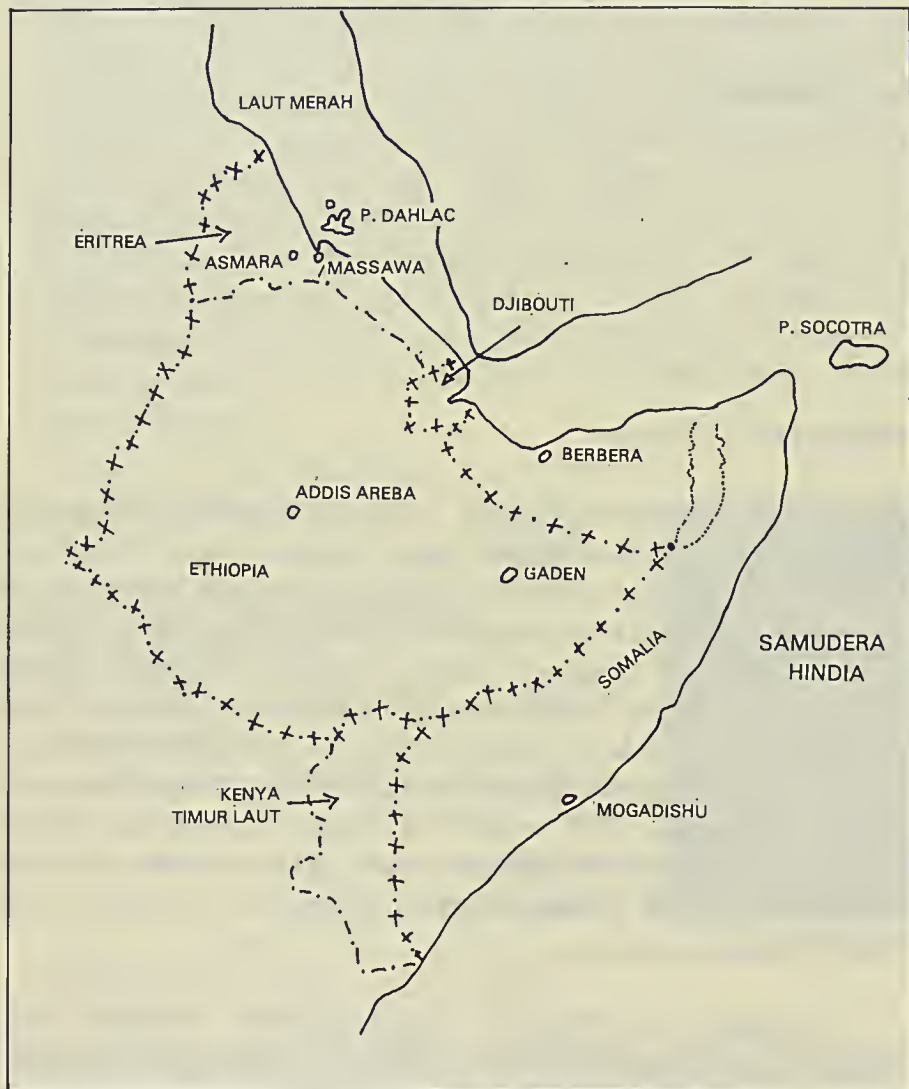 LAUT MERAH
P. DAHLAC
ERITREA
ASMARA
MASSAWA
DJIBOUTI
P. SOCOTRA
BERBERA
ADDIS AREBA
ETHIOPIA
GADEN
SOMALIA
SAMUDERA
HINDIA
KENYA
TIMUR LAUT
MOGADISHU